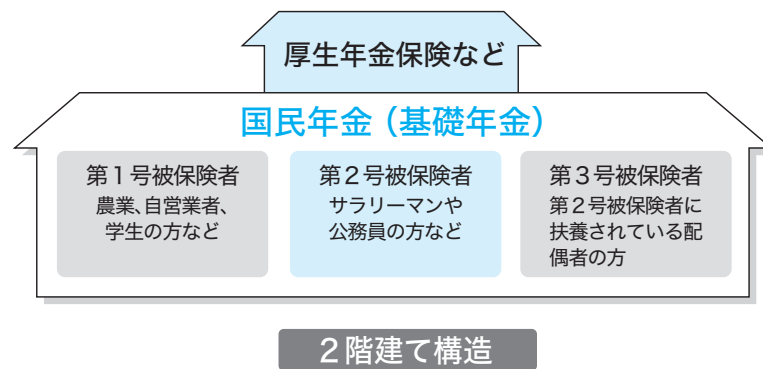 厚生年金保険など
国民年金（基礎年金）
第１号被保険者
農業、自営業者、
学生の方など
第２号被保険者
サラリーマンや
公務員の方など
第３号被保険者
第２号被保険者に
扶養されている配
偶者の方
２階建て構造